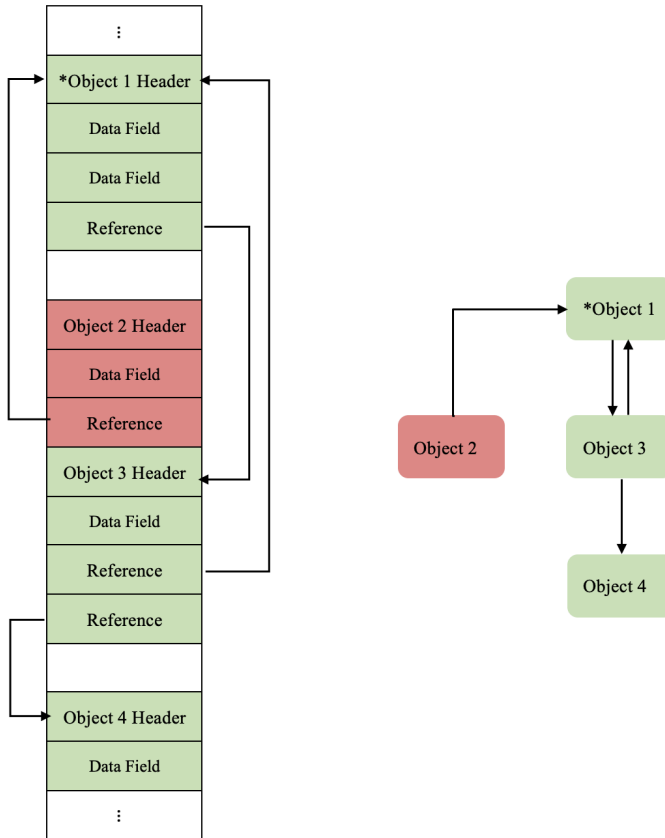 ⋮
*Object 1 Header
Data Field
Data Field
Reference
Object 2 Header
Data Field
Reference
Object 3 Header
Data Field
Reference
Reference
Object 4 Header
Data Field
⋮
*Object 1
Object 2
Object 3
Object 4